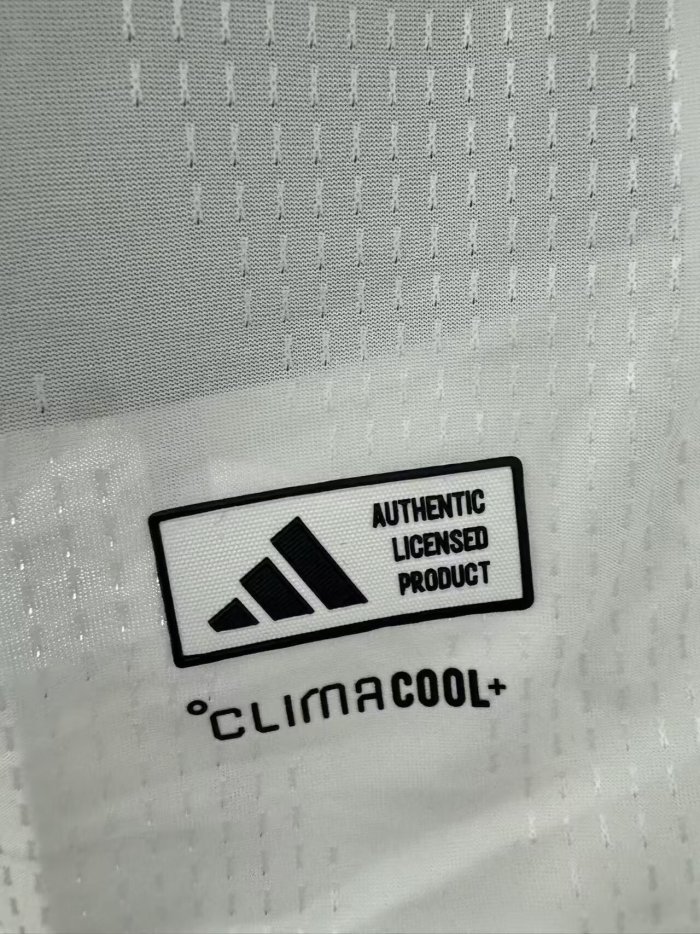 AUTHENTIC
LICENSED
PRODUCT
°CLIMACOOL+